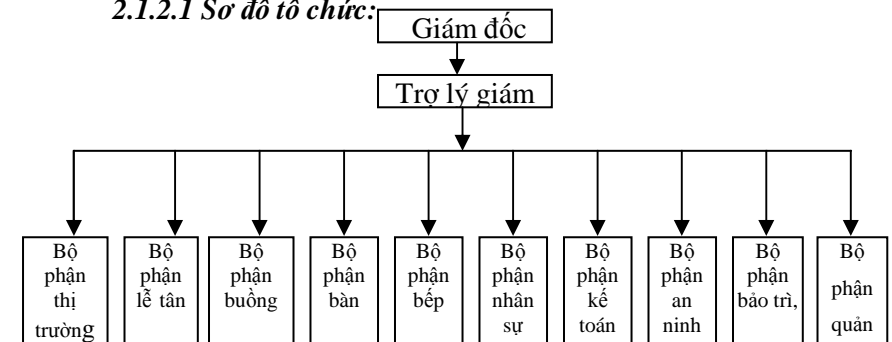 2.1.2.1 Sơ đồ tổ chức:
Giám đốc
Trợ lý giám
Bộ
phận
thị
trường
Bộ
phận
lễ tân
Bộ
phận
buồng
Bộ
phận
bàn
Bộ
phận
bếp
Bộ
phận
nhân
sự
Bộ
phận
kế
toán
Bộ
phận
an
ninh
Bộ
phận
bảo trì,
Bộ
phận
quản